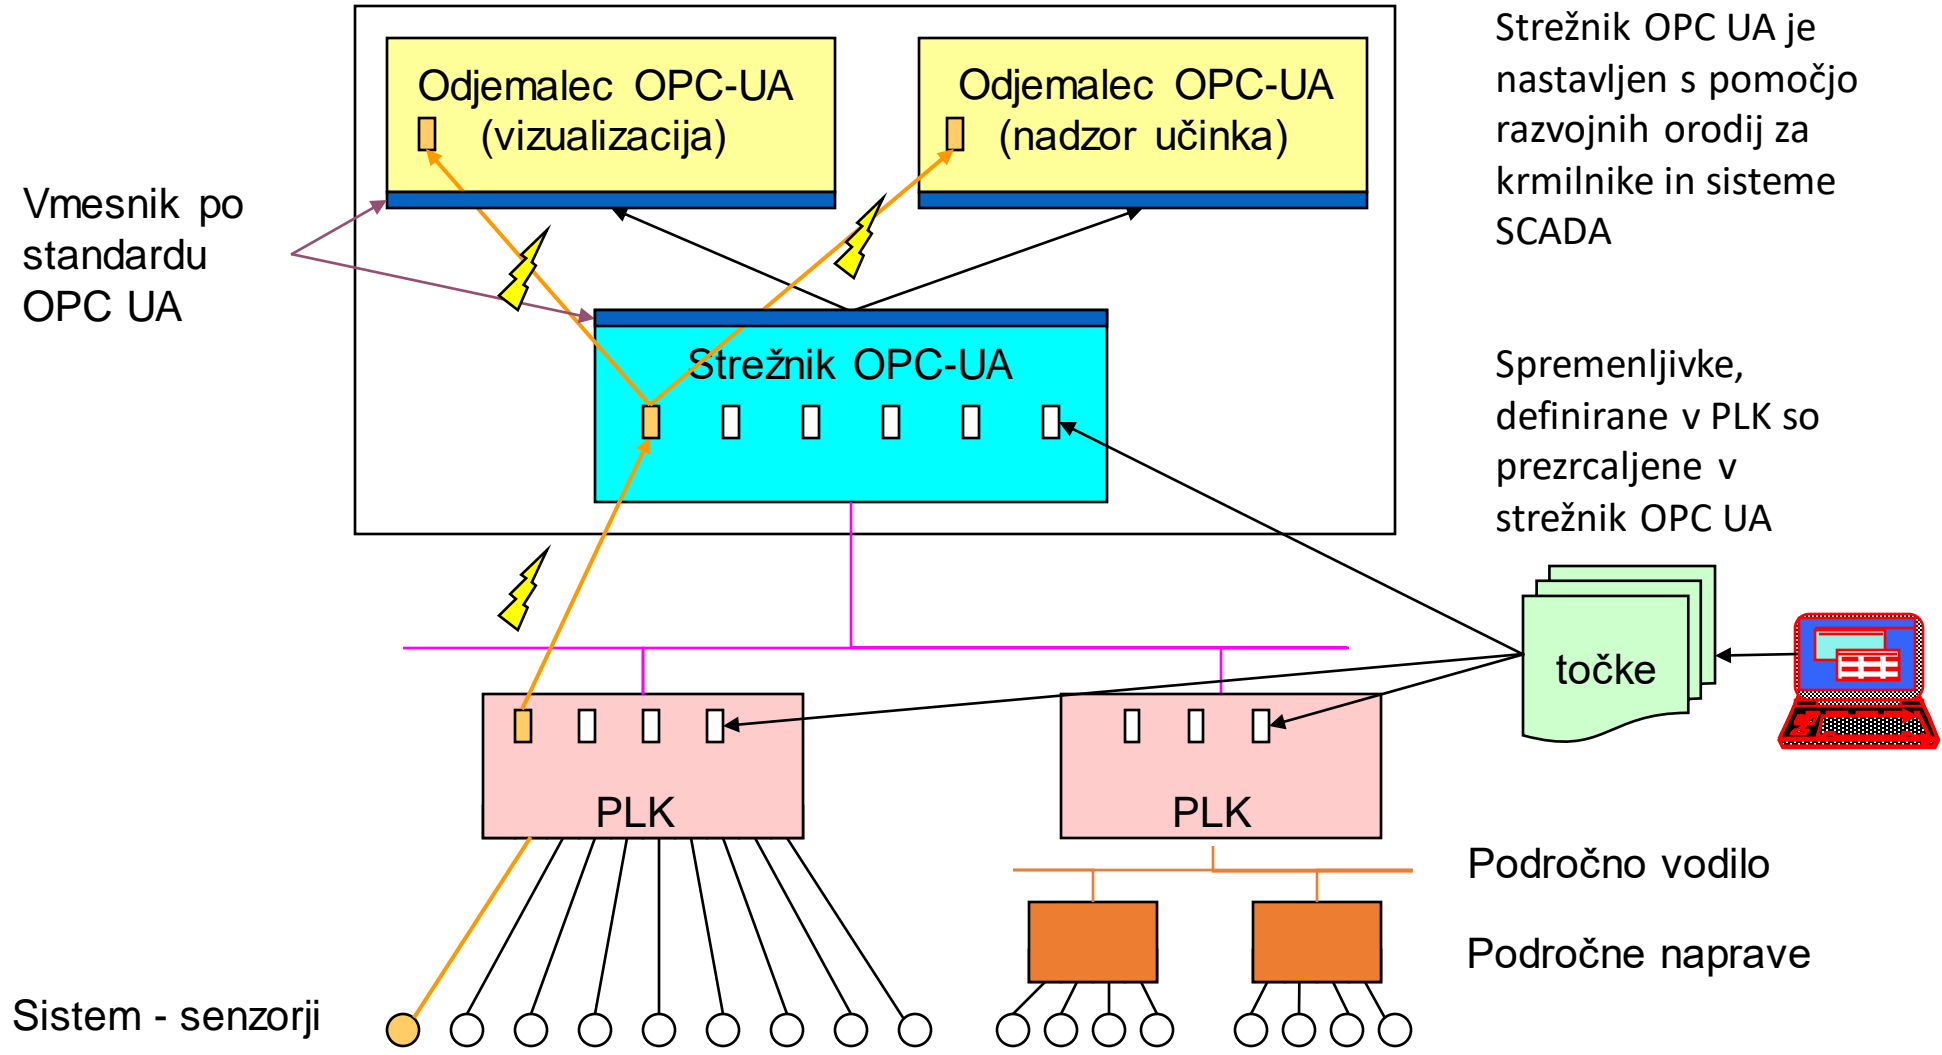 Odjemalec OPC-UA
(vizualizacija)
Odjemalec OPC-UA
(nadzor učinka)
Strežnik OPC UA je
nastavljen s pomočjo
razvojnih orodij za
krmilnike in sisteme
SCADA
Vmesnik po
standardu
OPC UA
Strežnik OPC-UA
Spremenljivke,
definirane v PLK so
prezrcaljene v
strežnik OPC UA
točke
PLK
PLK
Področno vodilo
Področne naprave
Sistem - senzorji